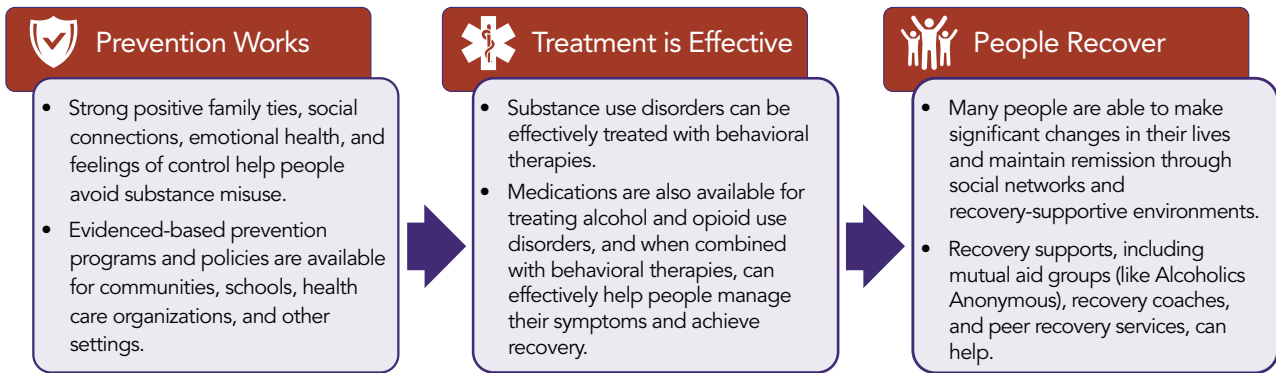 Prevention Works
• Strong positive family ties, social
connections, emotional health, and
feelings of control help people
avoid substance misuse.
• Evidenced-based prevention
programs and policies are available
for communities, schools, health
care organizations, and other
settings.
Treatment is Effective
• Substance use disorders can be
effectively treated with behavioral
therapies.
• Medications are also available for
treating alcohol and opioid use
disorders, and when combined
with behavioral therapies, can
effectively help people manage
their symptoms and achieve
recovery.
People Recover
• Many people are able to make
significant changes in their lives
and maintain remission through
social networks and
recovery-supportive environments.
• Recovery supports, including
mutual aid groups (like Alcoholics
Anonymous), recovery coaches,
and peer recovery services, can
help.